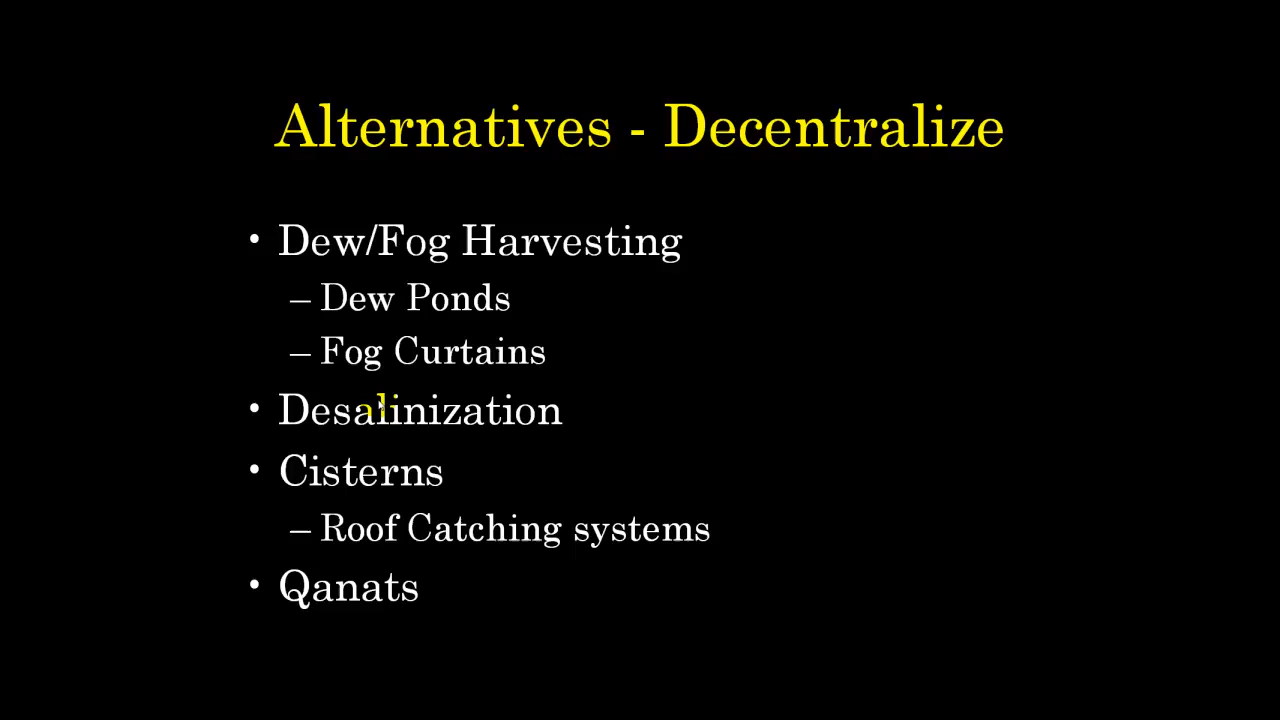 Alternatives - Decentralize
• Dew/Fog Harvesting
– Dew Ponds
– Fog Curtains
• Desalinization
• Cisterns
– Roof Catching systems
• Qanats